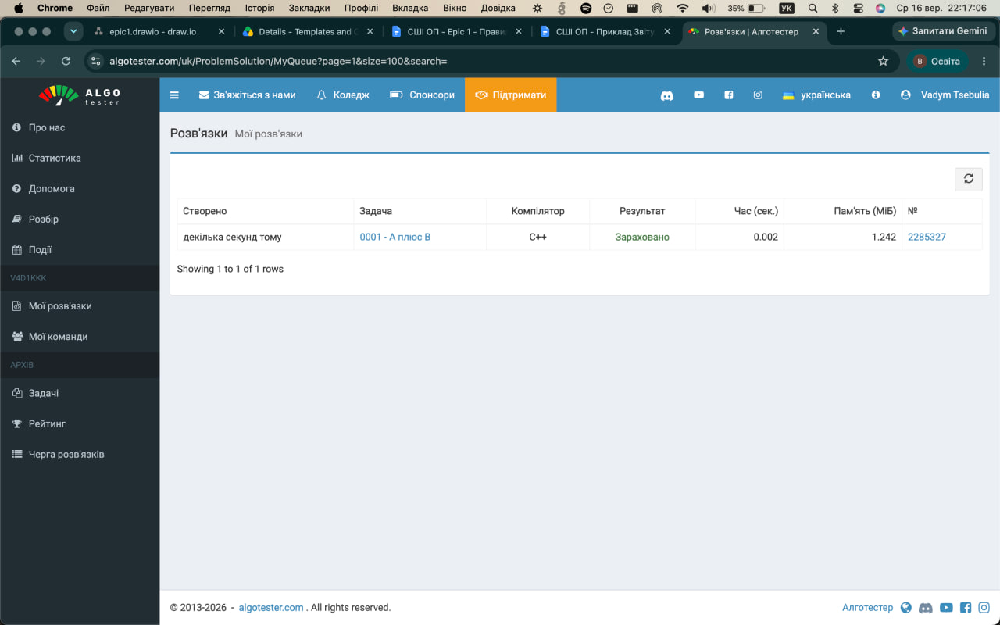 Chrome Файл Редагувати Перегляд Історія Закладки Профілі Вкладка Вікно Довідка 35% УК Ср 16 вер. 22:17:06
epic1.drawio - draw.io Details - Templates and СШІ ОП - Epic 1 - Прави СШІ ОП - Приклад Звіту Розв'язки | Алготестер Запитати Gemini
algotester.com/uk/ProblemSolution/MyQueue?page=1&size=100&search= В Освіта
ALGO
tester
Зв'яжіться з нами Коледж Спонсори Підтримати українська Vadym Tsebulia
Про нас
Статистика
Допомога
Розбір
Події
V4D1KKK
Мої розв'язки
Мої команди
АРХІВ
Задачі
Рейтинг
Черга розв'язків
Розв'язки Мої розв'язки
Створено Задача Компілятор Результат Час (сек.) Пам'ять (МіБ) №
декілька секунд тому 0001 - А плюс В C++ Зараховано 0.002 1.242 2285327
Showing 1 to 1 of 1 rows
© 2013-2026 - algotester.com . All rights reserved. Алготестер